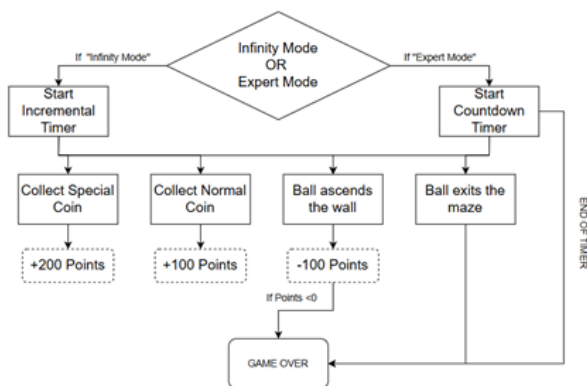 Infinity Mode
OR
Expert Mode
If "Infinity Mode"
If "Expert Mode"
Start
Incremental
Timer
Start
Countdown
Timer
Collect Special
Coin
Collect Normal
Coin
Ball ascends
the wall
Ball exits the
maze
+200 Points
+100 Points
-100 Points
END OF TIMER
If Points <0
GAME OVER